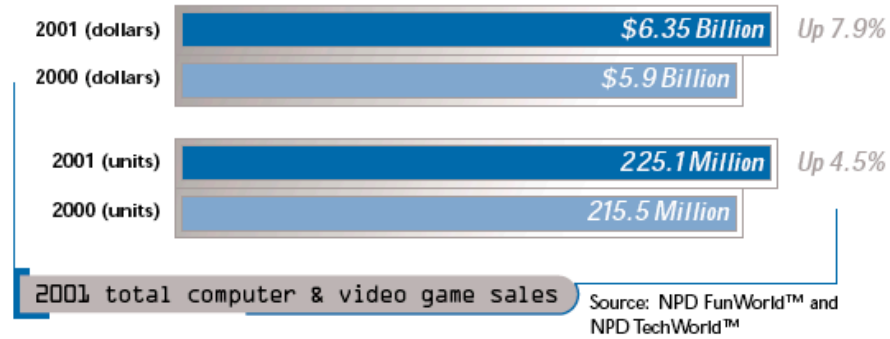 2001 (dollars) $6.35 Billion Up 7.9%
2000 (dollars) $5.9 Billion
2001 (units) 225.1 Million Up 4.5%
2000 (units) 215.5 Million
2001 total computer & video game sales
Source: NPD FunWorld™ and
NPD TechWorld™